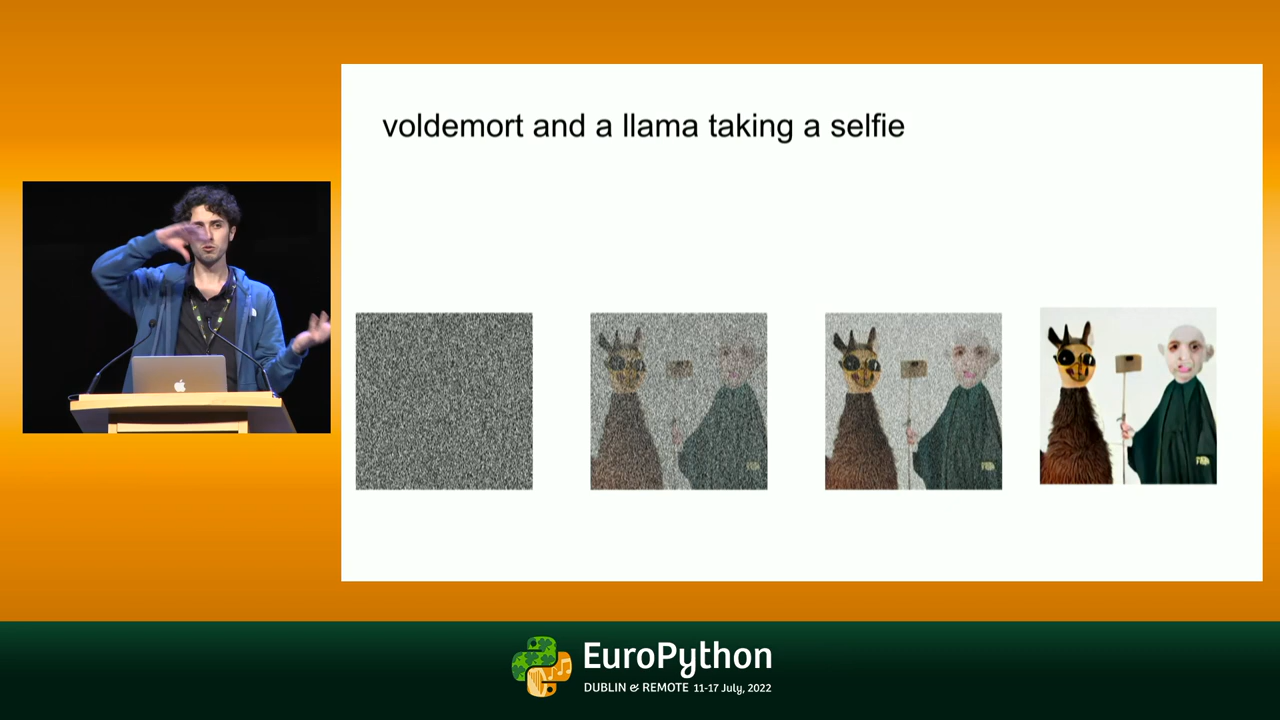 voldemort and a llama taking a selfie
EuroPython
DUBLIN & REMOTE 11-17 July, 2022